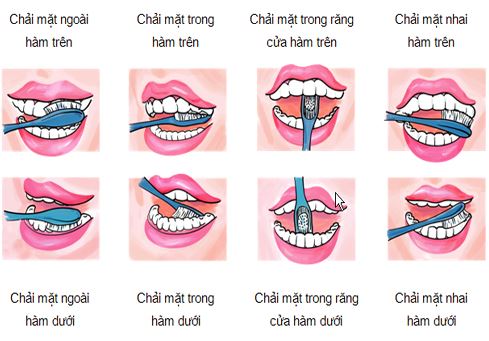 Chải mặt ngoài
hàm trên
Chải mặt trong
hàm trên
Chải mặt trong răng
cửa hàm trên
Chải mặt nhai
hàm trên
Chải mặt ngoài
hàm dưới
Chải mặt trong
hàm dưới
Chải mặt trong răng
cửa hàm dưới
Chải mặt nhai
hàm dưới